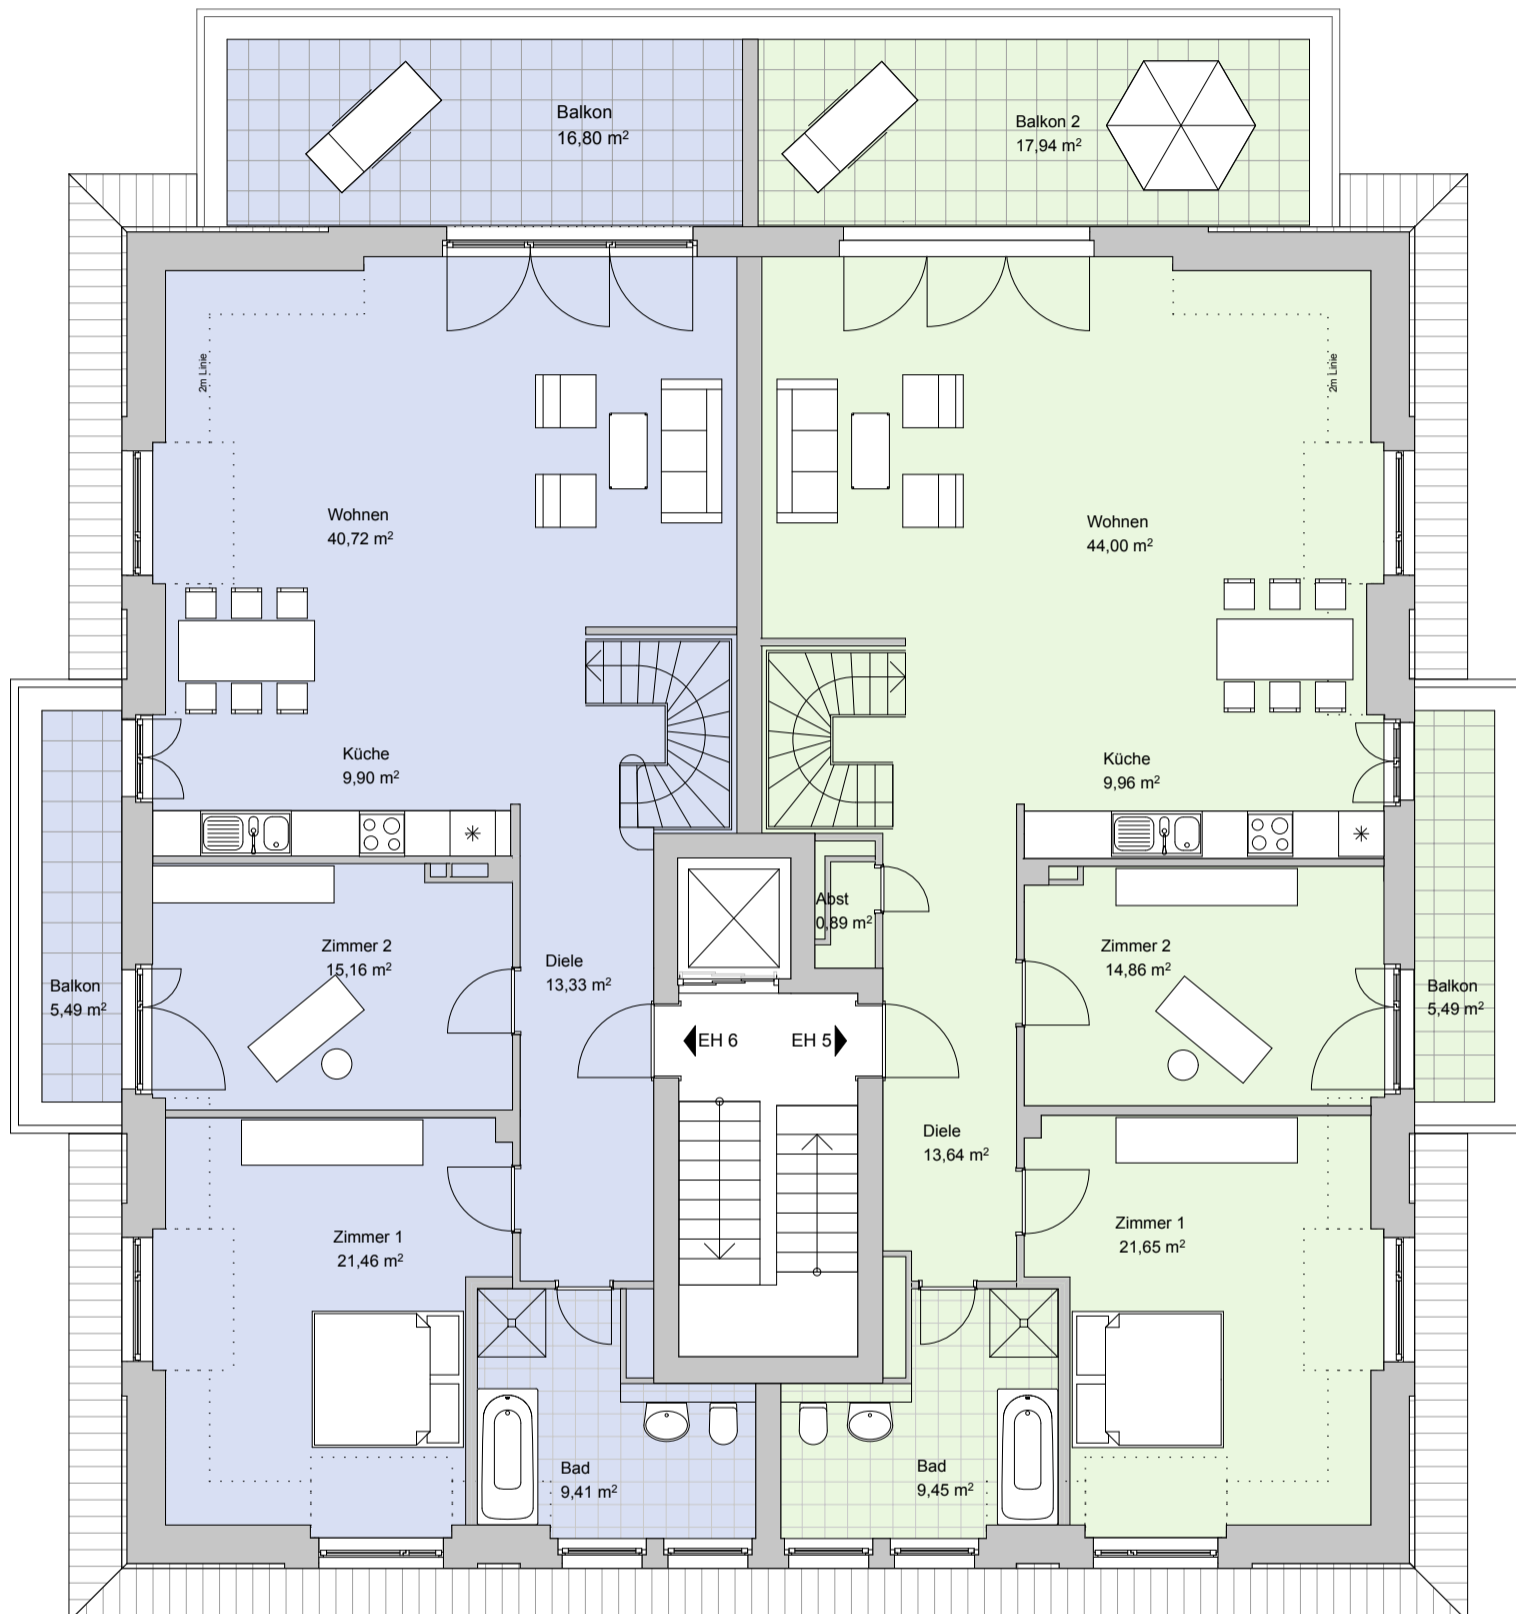 Balkon
16,80 m²
Balkon 2
17,94 m²
2m Linie
2m Linie
Wohnen
40,72 m²
Wohnen
44,00 m²
Küche
9,90 m²
Küche
9,96 m²
Abst
0,89 m²
Zimmer 2
15,16 m²
Diele
13,33 m²
Zimmer 2
14,86 m²
Balkon
5,49 m²
Balkon
5,49 m²
EH 6
EH 5
Diele
13,64 m²
Zimmer 1
21,46 m²
Zimmer 1
21,65 m²
Bad
9,41 m²
Bad
9,45 m²